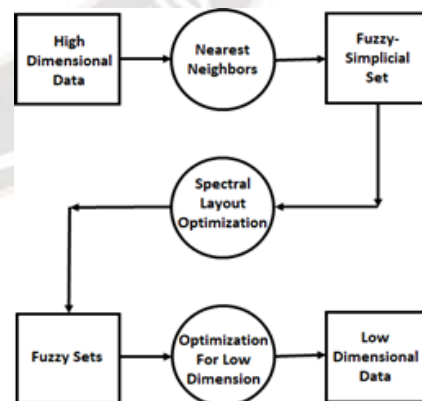 High
Dimensional
Data
Nearest
Neighbors
Fuzzy-
Simplicial
Set
Spectral
Layout
Optimization
Fuzzy Sets
Optimization
For Low
Dimension
Low
Dimensional
Data